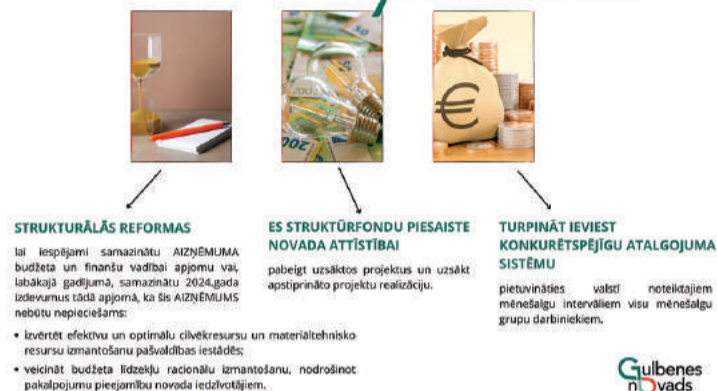 STRUKTURĀLĀS REFORMAS
lai iespējami samazinātu AIZŅĒMUMA
budžeta un finanšu vadībai apjomu vai,
labākajā gadījumā, samazinātu 2024.gada
izdevumus tādā apjomā, ka šis AIZŅĒMUMS
nebūtu nepieciešams:
• izvērtēt efektīvu un optimālu cilvēkresursu un materiāltehnisko
resursu izmantošanu pašvaldības iestādēs;
• veicināt budžeta līdzekļu racionālu izmantošanu, nodrošinot
pakalpojumu pieejamību novada iedzīvotājiem.
ES STRUKTŪRFONDU PIESAISTE
NOVADA ATTĪSTĪBAI
pabeigt uzsāktos projektus un uzsākt
apstiprināto projektu realizāciju.
TURPINĀT IEVIEST
KONKURĒTSPĒJĪGU ATALGOJUMA
SISTĒMU
pietuvināties valstī noteiktajiem
mēnešalgu intervāliem visu mēnešalgu
grupu darbiniekiem.
Gulbenes
novads